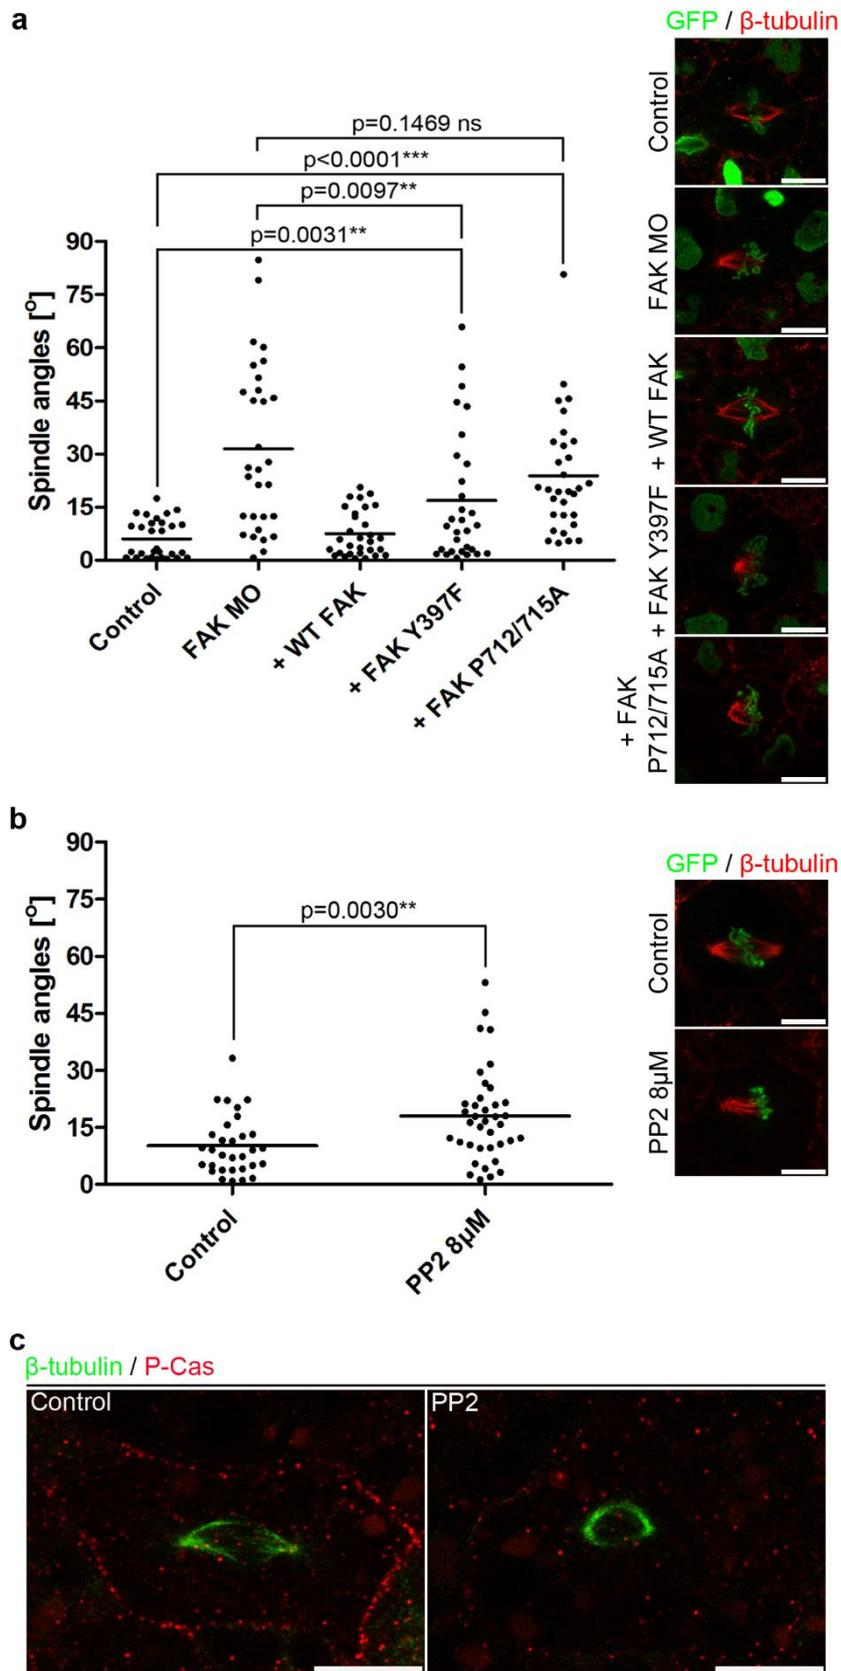 a
GFP / β-tubulin
p=0.1469 ns
p<0.0001***
p=0.0097**
p=0.0031**
Spindle angles [o]
90
75
60
45
30
15
0
Control
FAK MO
+ WT FAK
+ FAK Y397F
+ FAK P712/715A
Control
FAK MO
+ WT FAK
+ FAK Y397F
+ FAK
P712/715A
b
GFP / β-tubulin
p=0.0030**
Spindle angles [o]
90
75
60
45
30
15
0
Control
PP2 8µM
Control
PP2 8µM
c
β-tubulin / P-Cas
Control
PP2